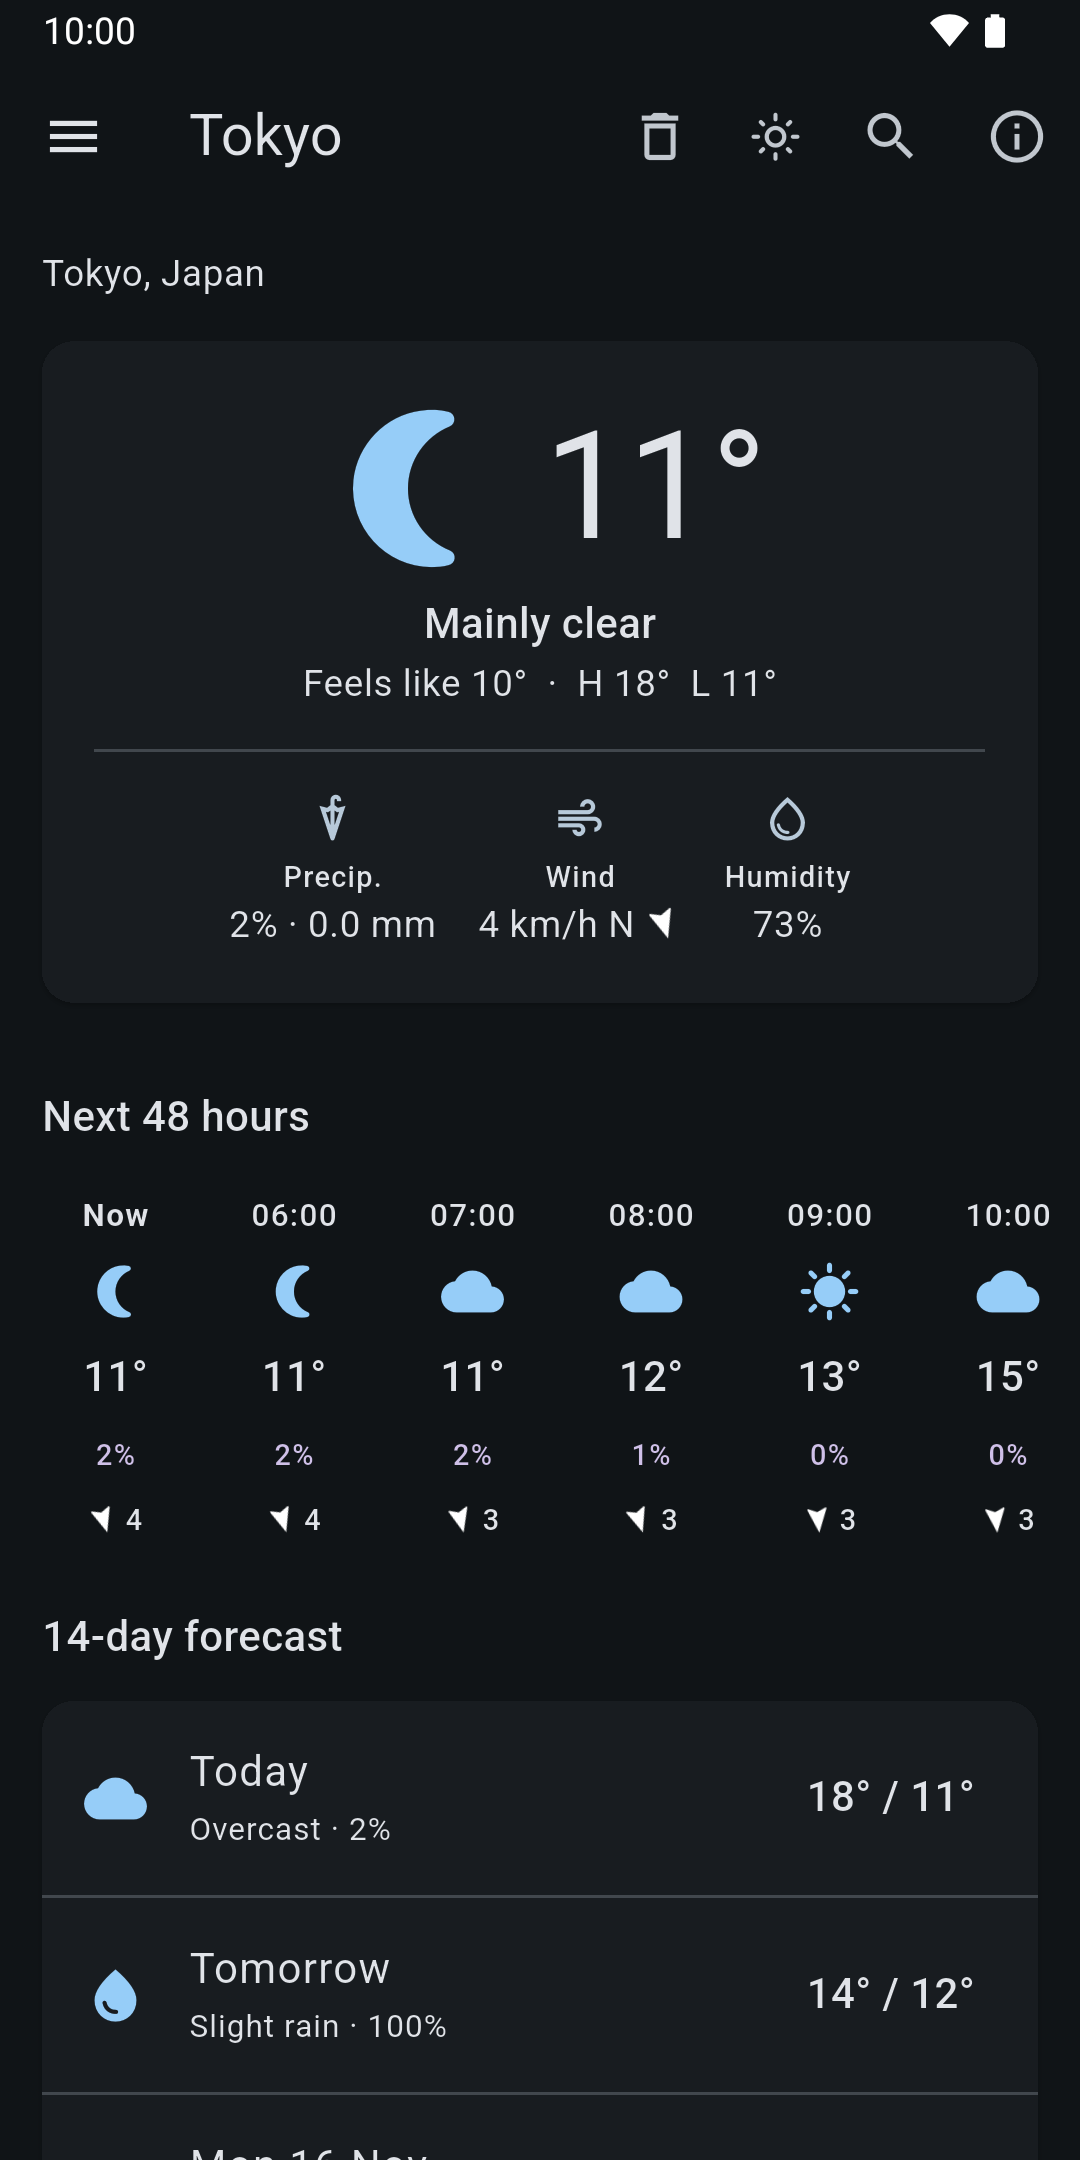 10:00
Tokyo
Tokyo, Japan
11°
Mainly clear
Feels like 10° · H 18° L 11°
Precip. Wind Humidity
2% · 0.0 mm 4 km/h N 73%
Next 48 hours
Now 06:00 07:00 08:00 09:00 10:00
11° 11° 11° 12° 13° 15°
2% 2% 2% 1% 0% 0%
4 4 3 3 3 3
14-day forecast
Today
18° / 11°
Overcast · 2%
Tomorrow
14° / 12°
Slight rain · 100%
Mon 16 Nov